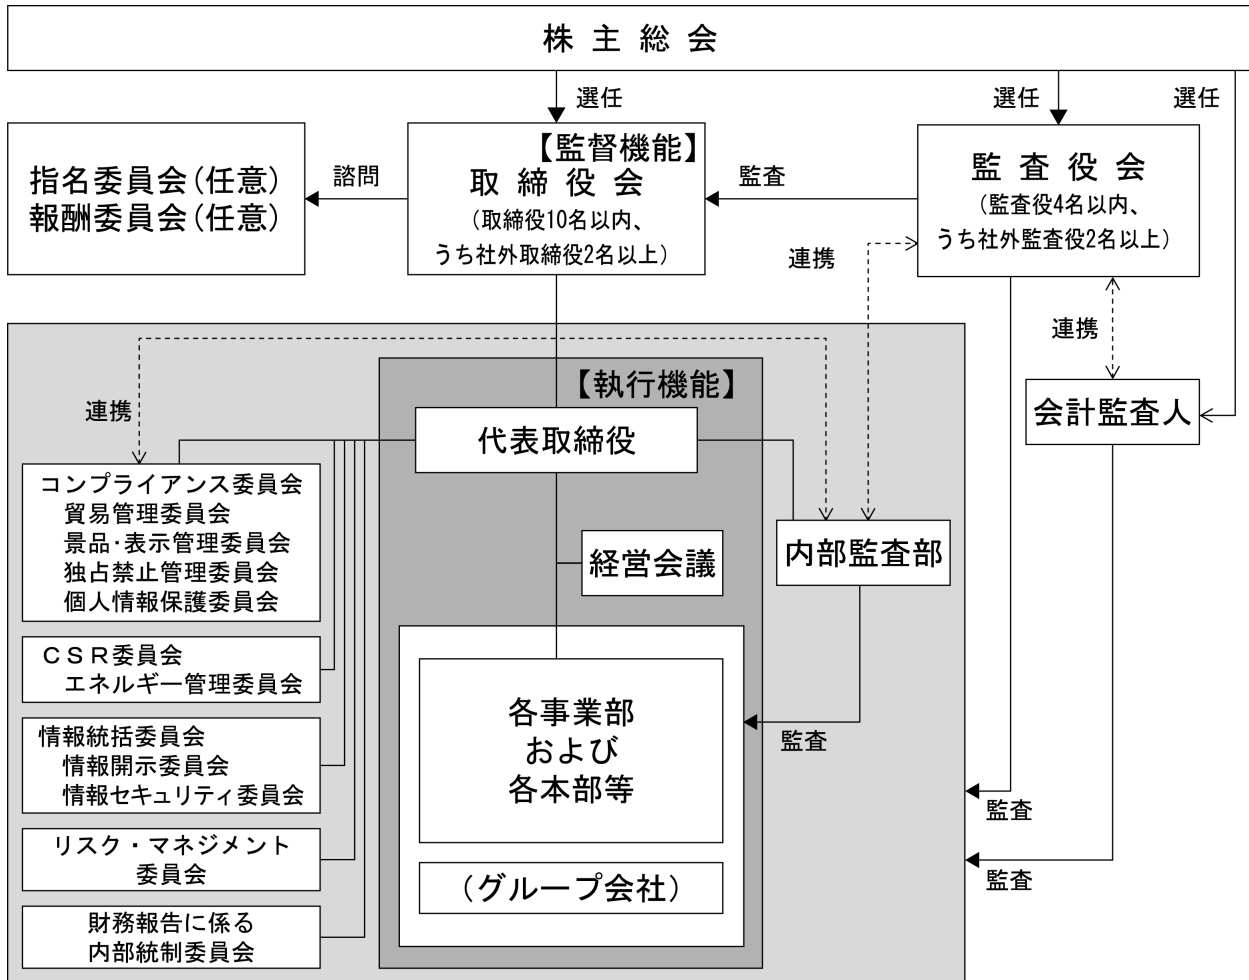 株主総会
選任
選任
選任
指名委員会(任意)
報酬委員会(任意)
諮問
【監督機能】
取締役会
(取締役10名以内、
うち社外取締役2名以上)
監査
監査役会
(監査役4名以内、
うち社外監査役2名以上)
連携
連携
会計監査人
連携
【執行機能】
代表取締役
コンプライアンス委員会
貿易管理委員会
景品・表示管理委員会
独占禁止管理委員会
個人情報保護委員会
経営会議
内部監査部
CSR委員会
エネルギー管理委員会
各事業部
および
各本部等
監査
情報統括委員会
情報開示委員会
情報セキュリティ委員会
監査
リスク・マネジメント
委員会
(グループ会社)
監査
財務報告に係る
内部統制委員会